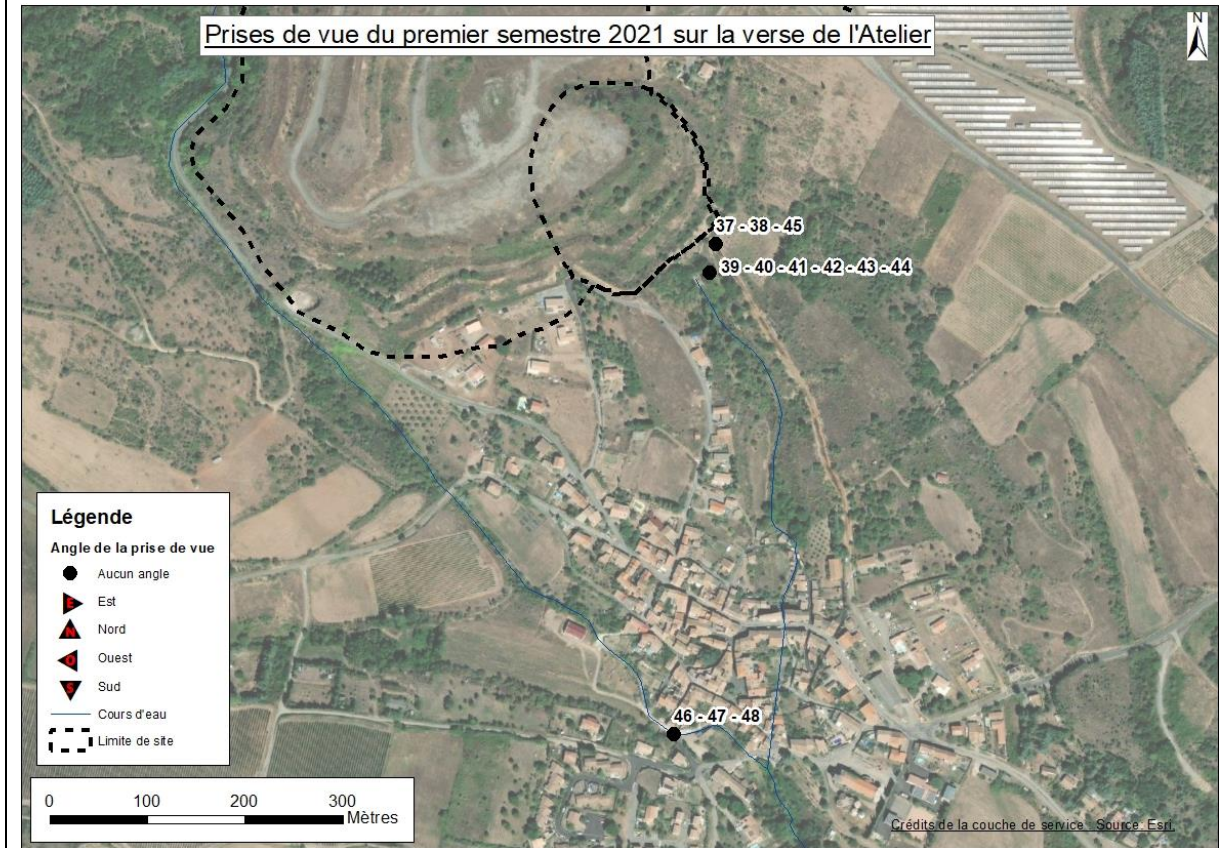 Prises de vue du premier semestre 2021 sur la verse de l'Atelier
N
37 - 38 - 45
39 - 40 - 41 - 42 - 43 - 44
46 - 47 - 48
Légende
Angle de la prise de vue
Aucun angle
E Est
N Nord
O Ouest
S Sud
Cours d'eau
Limite de site
0 100 200 300
Mètres
Crédits de la couche de service : Source: Esri,